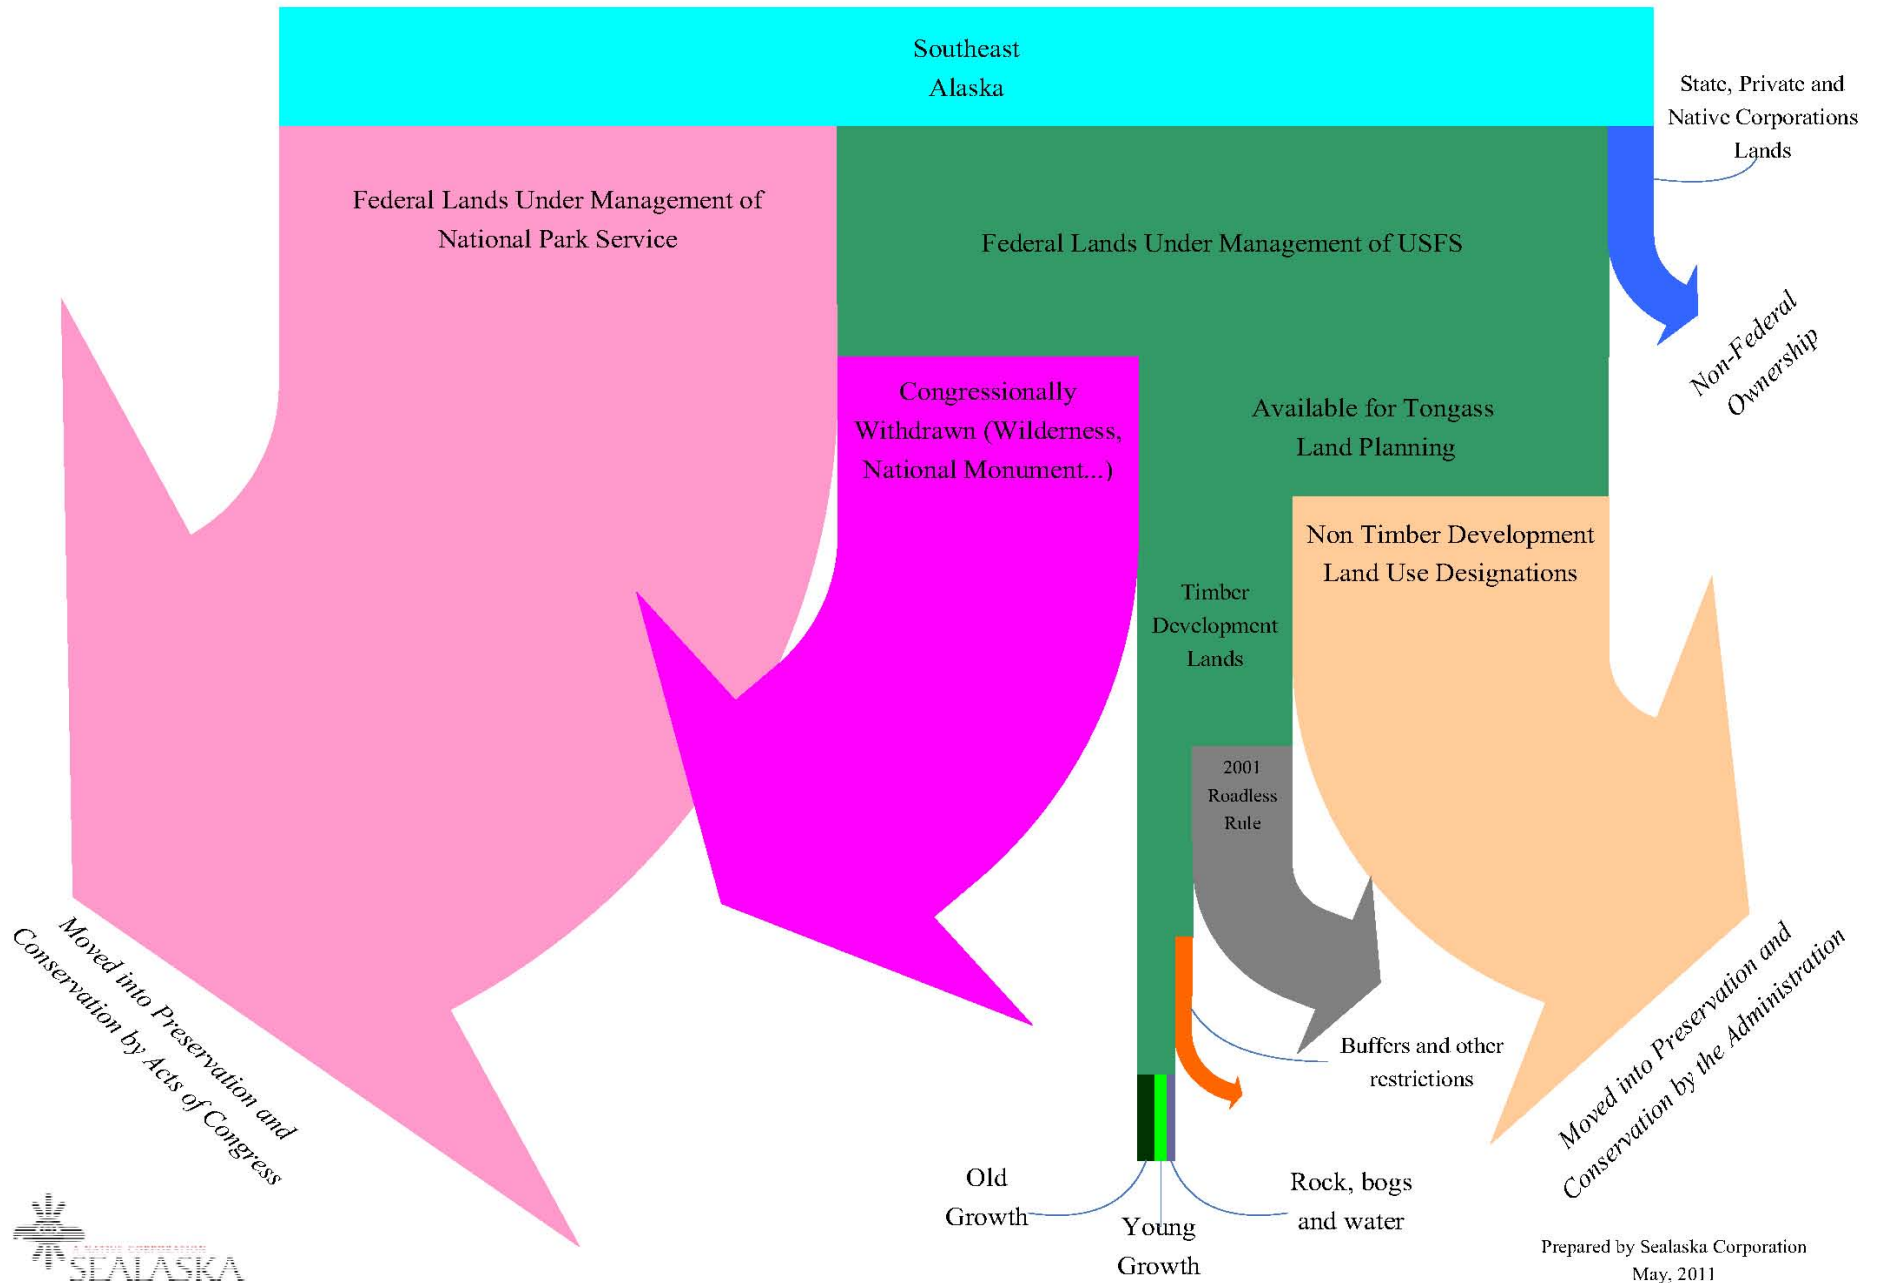 Southeast
Alaska
State, Private and
Native Corporations
Lands
Federal Lands Under Management of
National Park Service
Federal Lands Under Management of USFS
Non-Federal
Ownership
Congressionally
Withdrawn (Wilderness,
National Monument...)
Available for Tongass
Land Planning
Non Timber Development
Land Use Designations
Timber
Development
Lands
2001
Roadless
Rule
Moved into Preservation and
Conservation by Acts of Congress
Buffers and other
restrictions
Moved into Preservation and
Conservation by the Administration
Old
Growth
Young
Growth
Rock, bogs
and water
A NATIVE CORPORATION
SEALASKA
Prepared by Sealaska Corporation
May, 2011